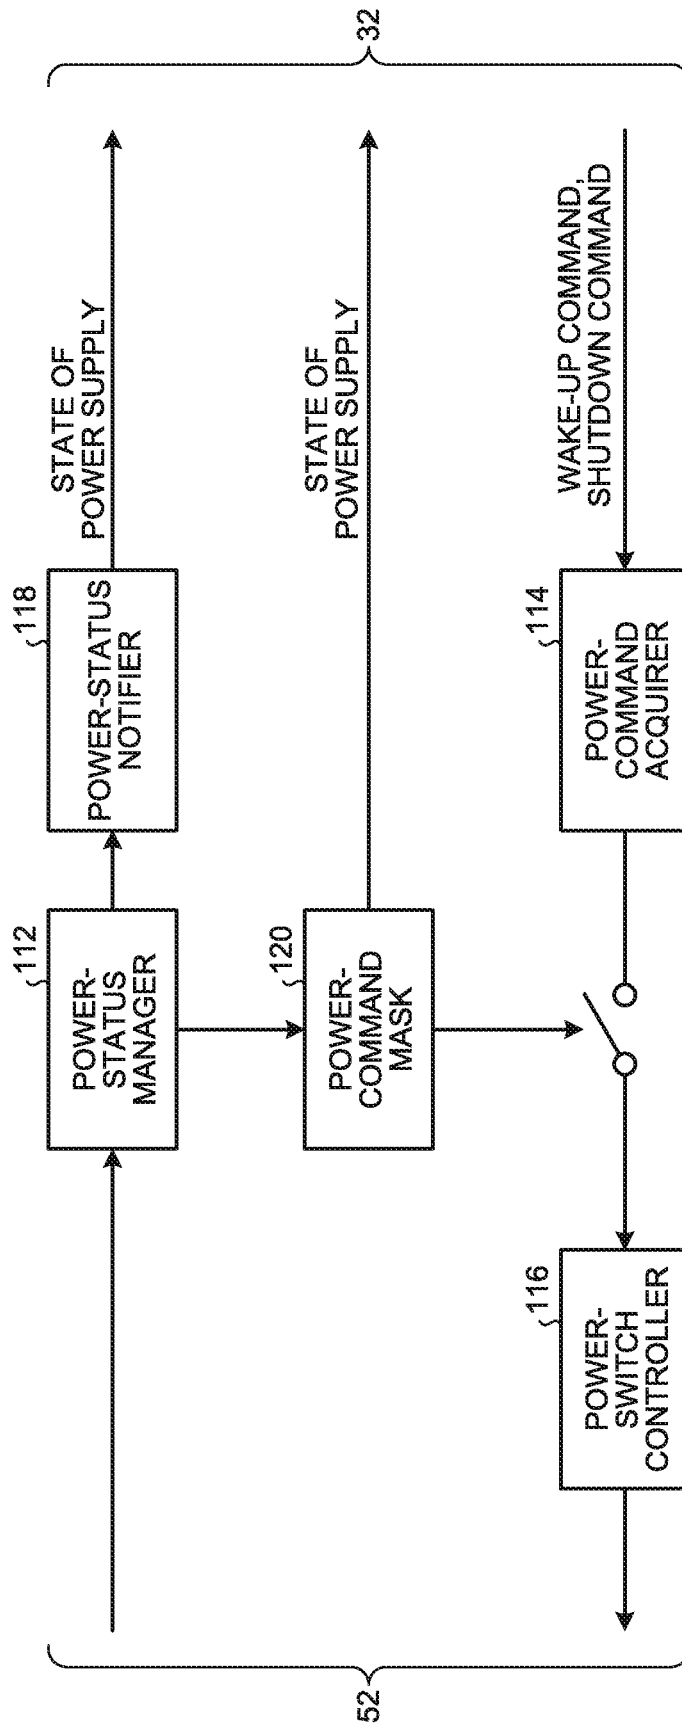 52
112
POWER-
STATUS
MANAGER
118
POWER-STATUS
NOTIFIER
STATE OF
POWER SUPPLY
120
POWER-
COMMAND
MASK
STATE OF
POWER SUPPLY
116
POWER-
SWITCH
CONTROLLER
114
POWER-
COMMAND
ACQUIRER
WAKE-UP COMMAND,
SHUTDOWN COMMAND
32